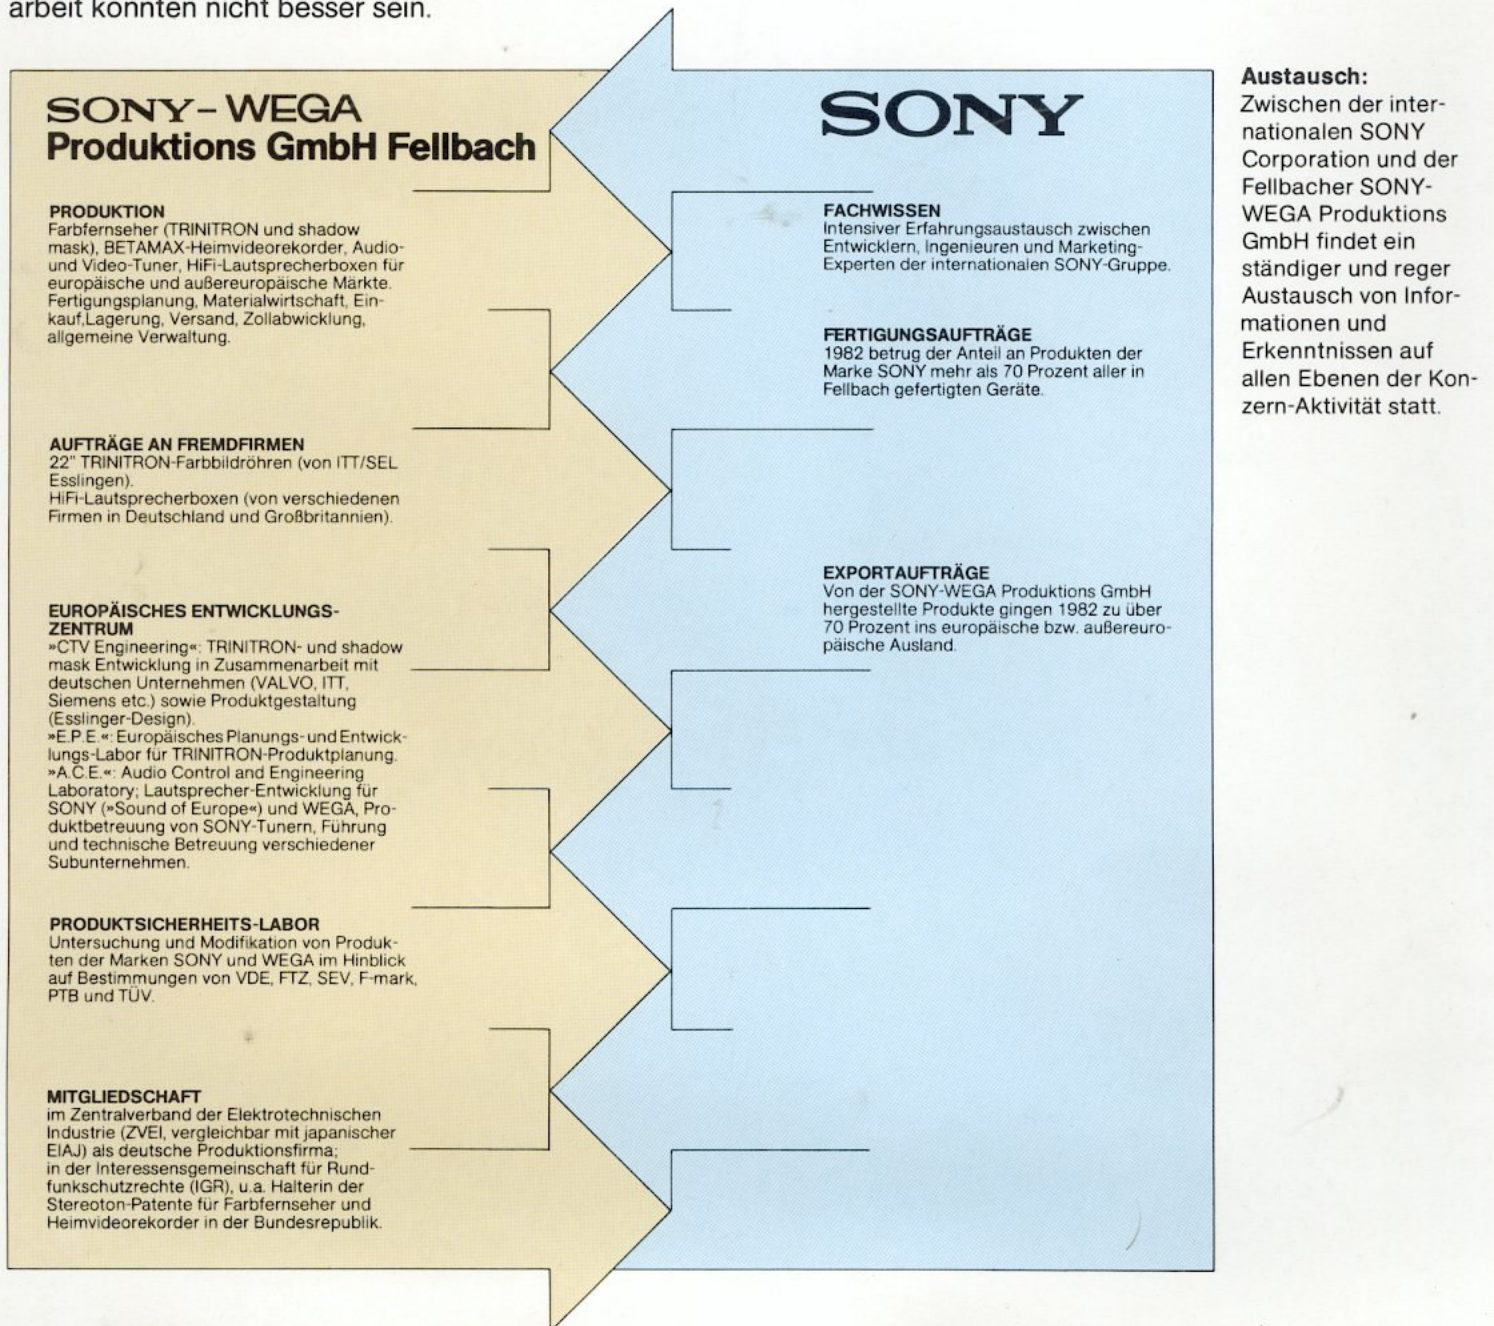 arbeit könnten nicht besser sein.
SONY-WEGA
Produktions GmbH Fellbach
PRODUKTION
Farbfernseher (TRINITRON und shadow
mask), BETAMAX-Heimvideorekorder, Audio-
und Video-Tuner, HiFi-Lautsprecherboxen für
europäische und außereuropäische Märkte.
Fertigungsplanung, Materialwirtschaft, Ein-
kauf,Lagerung, Versand, Zollabwicklung,
allgemeine Verwaltung.
AUFTRÄGE AN FREMDFIRMEN
22" TRINITRON-Farbbildröhren (von ITT/SEL
Esslingen).
HiFi-Lautsprecherboxen (von verschiedenen
Firmen in Deutschland und Großbritannien).
EUROPÄISCHES ENTWICKLUNGS-
ZENTRUM
»CTV Engineering«: TRINITRON- und shadow
mask Entwicklung in Zusammenarbeit mit
deutschen Unternehmen (VALVO, ITT,
Siemens etc.) sowie Produktgestaltung
(Esslinger-Design).
»E.P.E.«: Europäisches Planungs- und Entwick-
lungs-Labor für TRINITRON-Produktplanung.
»A.C.E.«: Audio Control and Engineering
Laboratory; Lautsprecher-Entwicklung für
SONY (»Sound of Europe«) und WEGA, Pro-
duktbetreuung von SONY-Tunern, Führung
und technische Betreuung verschiedener
Subunternehmen.
PRODUKTSICHERHEITS-LABOR
Untersuchung und Modifikation von Produk-
ten der Marken SONY und WEGA im Hinblick
auf Bestimmungen von VDE, FTZ, SEV, F-mark,
PTB und TÜV.
MITGLIEDSCHAFT
im Zentralverband der Elektrotechnischen
Industrie (ZVEI, vergleichbar mit japanischer
EIAJ) als deutsche Produktionsfirma;
in der Interessensgemeinschaft für Rund-
funkschutzrechte (IGR), u.a. Halterin der
Stereoton-Patente für Farbfernseher und
Heimvideorekorder in der Bundesrepublik.
SONY
FACHWISSEN
Intensiver Erfahrungsaustausch zwischen
Entwicklern, Ingenieuren und Marketing-
Experten der internationalen SONY-Gruppe.
FERTIGUNGSAUFTRÄGE
1982 betrug der Anteil an Produkten der
Marke SONY mehr als 70 Prozent aller in
Fellbach gefertigten Geräte.
EXPORTAUFTRÄGE
Von der SONY-WEGA Produktions GmbH
hergestellte Produkte gingen 1982 zu über
70 Prozent ins europäische bzw. außereuro-
päische Ausland.
Austausch:
Zwischen der inter-
nationalen SONY
Corporation und der
Fellbacher SONY-
WEGA Produktions
GmbH findet ein
ständiger und reger
Austausch von Infor-
mationen und
Erkenntnissen auf
allen Ebenen der Kon-
zern-Aktivität statt.